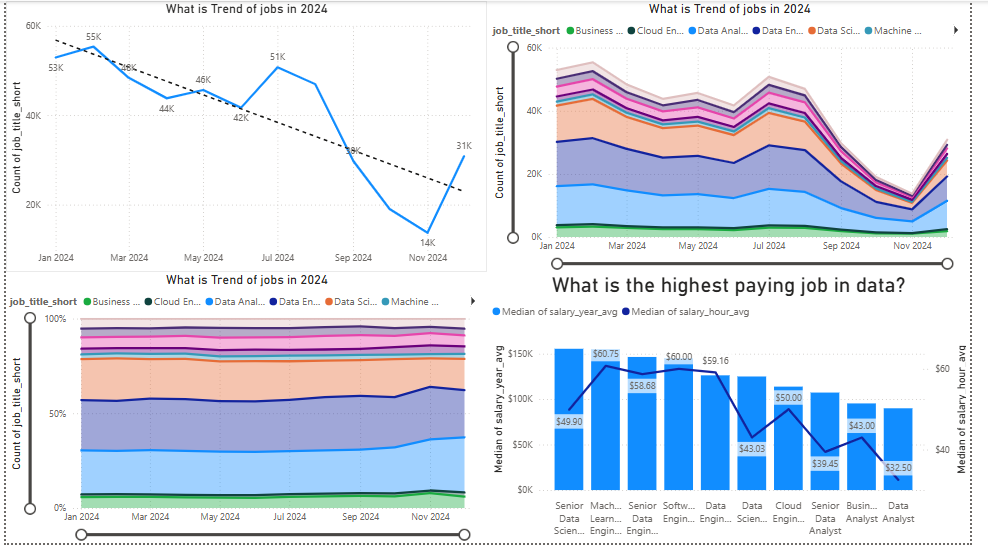 What is Trend of jobs in 2024
Count of job_title_short
60K
40K
20K
53K
55K
48K
44K
46K
42K
51K
30K
14K
31K
Jan 2024
Mar 2024
May 2024
Jul 2024
Sep 2024
Nov 2024
What is Trend of jobs in 2024
job_title_short
Business ...
Cloud En...
Data Anal...
Data En...
Data Sci...
Machine ...
Count of job_title_short
60K
40K
20K
0K
Jan 2024
Mar 2024
May 2024
Jul 2024
Sep 2024
Nov 2024
What is Trend of jobs in 2024
job_title_short
Business ...
Cloud En...
Data Anal...
Data En...
Data Sci...
Machine ...
Count of job_title_short
100%
50%
0%
Jan 2024
Mar 2024
May 2024
Jul 2024
Sep 2024
Nov 2024
What is the highest paying job in data?
Median of salary_year_avg
Median of salary_hour_avg
Median of salary_year_avg
$150K
$100K
$50K
$0K
$49.90
$60.75
$58.68
$60.00
$59.16
$43.03
$50.00
$39.45
$43.00
$32.50
$60
$40
Median of salary_hour_avg
Senior Data Scien...
Mach... Learn... Engin...
Senior Data Engin...
Softw... Engin...
Data Engin...
Data Scien...
Cloud Engin...
Senior Data Analyst
Busin... Analyst
Data Analyst